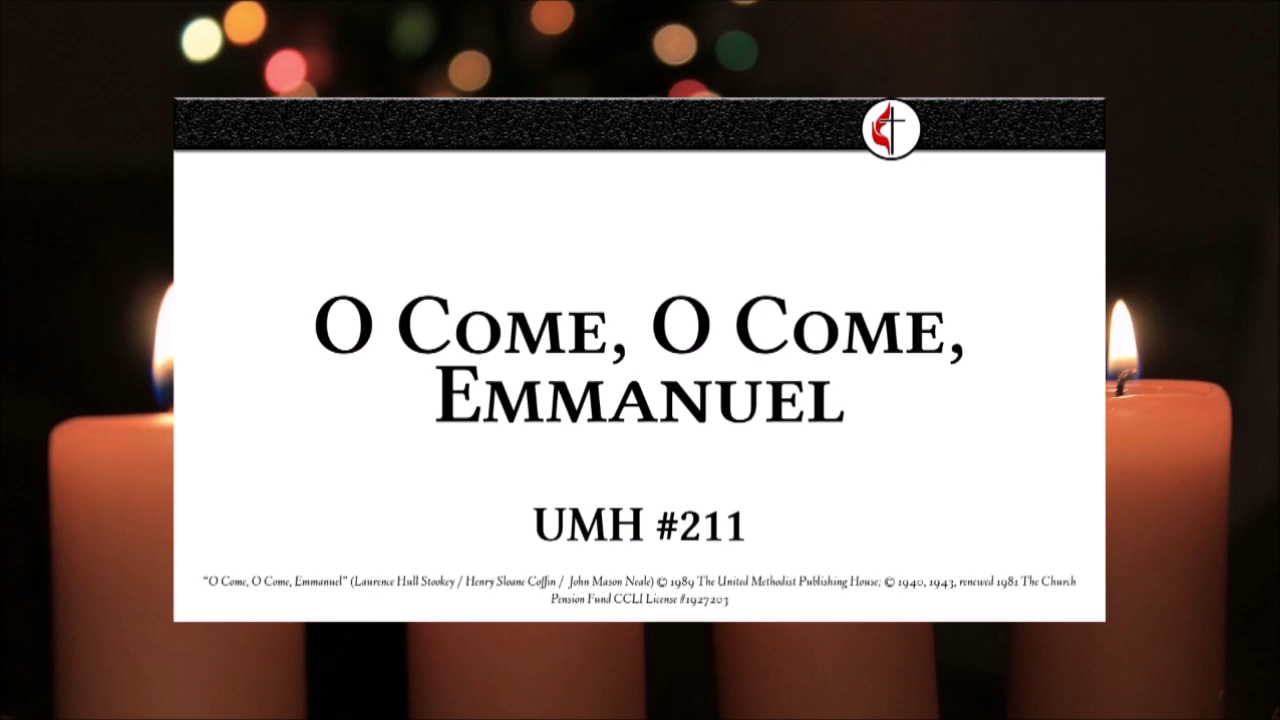 O Come, O Come,
Emmanuel
UMH #211
"O Come, O Come, Emmanuel" (Laurence Hull Stookey / Henry Sloane Coffin / John Mason Neale) © 1989 The United Methodist Publishing House; © 1940, 1943, renewed 1981 The Church
Pension Fund CCLI License #1927203